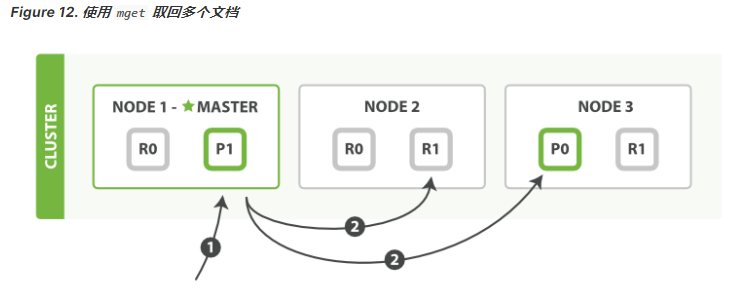 Figure 12. 使用 mget 取回多个文档
CLUSTER
NODE 1 - ★ MASTER
R0
P1
NODE 2
R0
R1
NODE 3
P0
R1
1
2
2